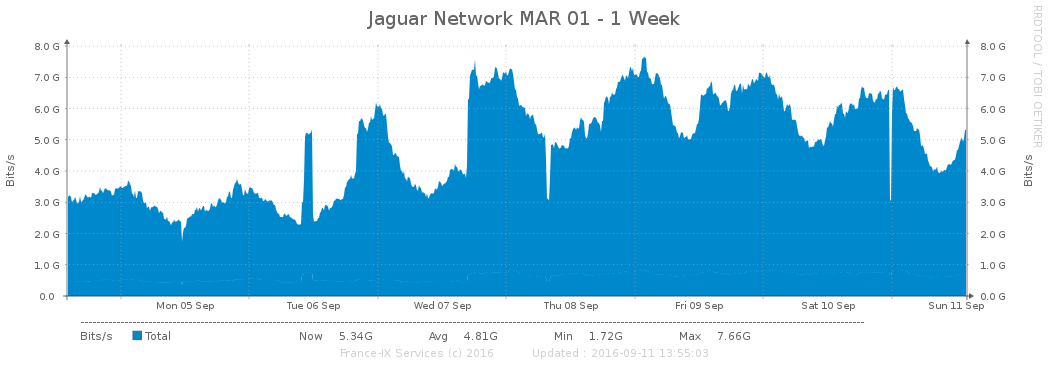 Jaguar Network MAR 01 - 1 Week
RRDTOOL / TOBI OETIKER
8.0 G 8.0 G
7.0 G 7.0 G
6.0 G 6.0 G
5.0 G 5.0 G
4.0 G 4.0 G
3.0 G 3.0 G
2.0 G 2.0 G
1.0 G 1.0 G
0.0 0.0 G
Bits/s
Bits/s
Mon 05 Sep Tue 06 Sep Wed 07 Sep Thu 08 Sep Fri 09 Sep Sat 10 Sep Sun 11 Sep
Bits/s Total Now 5.34G Avg 4.81G Min 1.72G Max 7.66G
France-IX Services (c) 2016 Updated : 2016-09-11 13:55:03